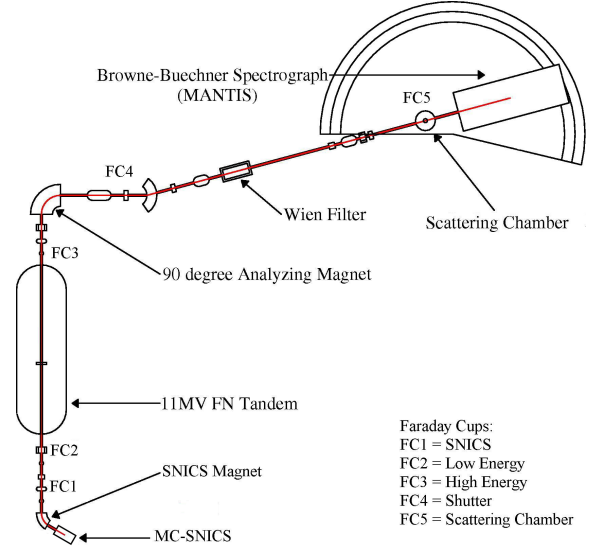 Browne-Buechner Spectrograph
(MANTIS)
FC5
FC4
Wien Filter
Scattering Chamber
FC3
90 degree Analyzing Magnet
11MV FN Tandem
FC2
SNICS Magnet
FC1
MC-SNICS
Faraday Cups:
FC1 = SNICS
FC2 = Low Energy
FC3 = High Energy
FC4 = Shutter
FC5 = Scattering Chamber